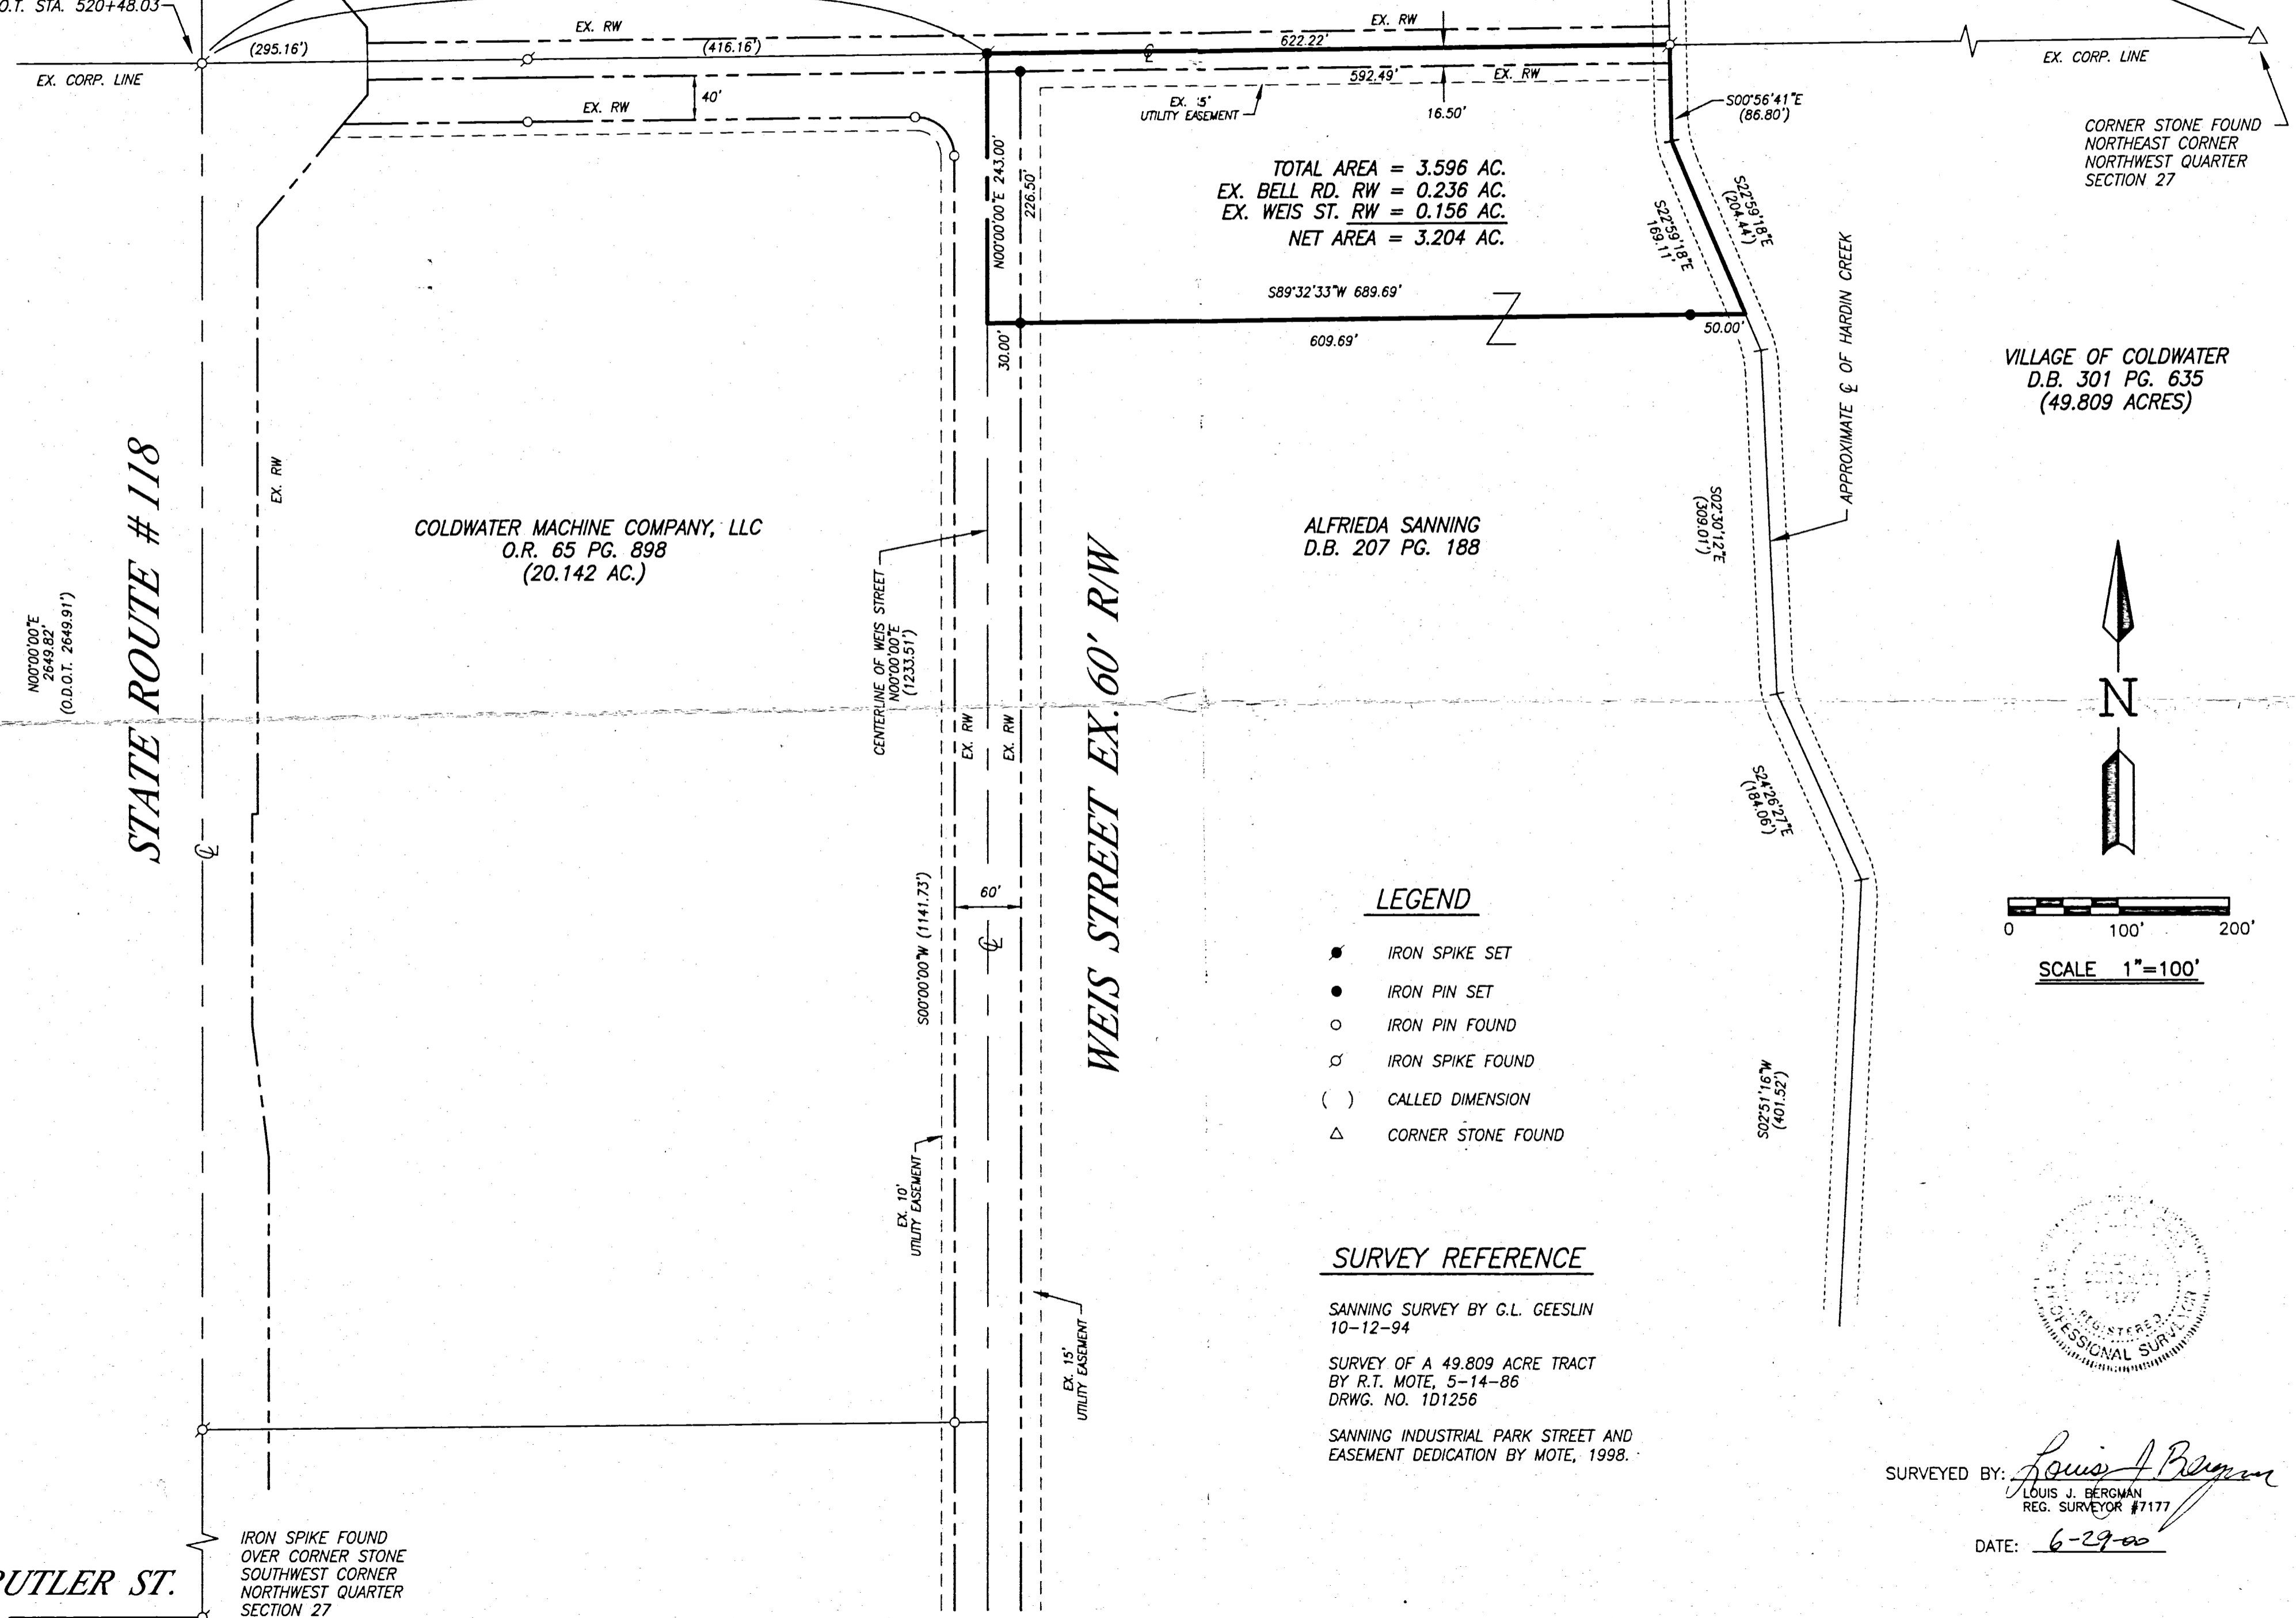 O.T. STA. 520+48.03
(295.16')
EX. CORP. LINE
EX. RW
(416.16')
EX. RW
40'
EX. RW
622.22'
592.49'
EX. RW
EX. 15'
UTILITY EASEMENT
16.50'
S00°56'41"E
(86.80')
EX. CORP. LINE
CORNER STONE FOUND
NORTHEAST CORNER
NORTHWEST QUARTER
SECTION 27
N00°00'00"E 243.00'
226.50'
TOTAL AREA = 3.596 AC.
EX. BELL RD. RW = 0.236 AC.
EX. WEIS ST. RW = 0.156 AC.
NET AREA = 3.204 AC.
S22°59'18"E
(204.44')
S22°59'18"E
169.11'
S89°32'33"W 689.69'
609.69'
50.00'
30.00'
APPROXIMATE ℄ OF HARDIN CREEK
VILLAGE OF COLDWATER
D.B. 301 PG. 635
(49.809 ACRES)
STATE ROUTE #118
N00°00'00"E
2649.82'
(O.D.O.T. 2649.91')
EX. RW
COLDWATER MACHINE COMPANY, LLC
O.R. 65 PG. 898
(20.142 AC.)
CENTERLINE OF WEIS STREET
N00°00'00"E
(1233.51')
ALFRIEDA SANNING
D.B. 207 PG. 188
S02°30'12"E
(309.01')
WEIS STREET EX. 60' R/W
EX. RW
EX. RW
N
S24°26'27"E
(184.06')
S00°00'00"W (1141.73')
60'
0 100' 200'
SCALE 1"=100'
LEGEND
IRON SPIKE SET
IRON PIN SET
IRON PIN FOUND
IRON SPIKE FOUND
( ) CALLED DIMENSION
CORNER STONE FOUND
S02°51'16"W
(401.52')
EX. 10'
UTILITY EASEMENT
EX. 15'
UTILITY EASEMENT
SURVEY REFERENCE
SANNING SURVEY BY G.L. GEESLIN
10-12-94
SURVEY OF A 49.809 ACRE TRACT
BY R.T. MOTE, 5-14-86
DRWG. NO. 1D1256
SANNING INDUSTRIAL PARK STREET AND
EASEMENT DEDICATION BY MOTE, 1998.
REGISTERED
PROFESSIONAL SURVEYOR
SURVEYED BY: Louis J Bergman
LOUIS J. BERGMAN
REG. SURVEYOR #7177
DATE: 6-29-00
IRON SPIKE FOUND
OVER CORNER STONE
SOUTHWEST CORNER
NORTHWEST QUARTER
SECTION 27
BUTLER ST.